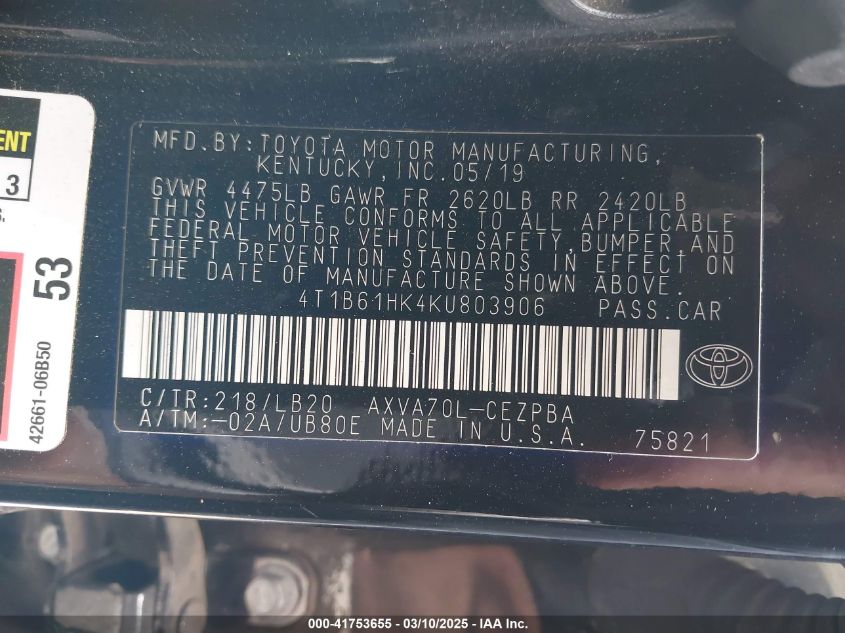 ENT
3
S.
53
42661-06B50
MFD.BY:TOYOTA MOTOR MANUFACTURING,
KENTUCKY,INC.05/19
GVWR 4475LB GAWR FR 2620LB RR 2420LB
THIS VEHICLE CONFORMS TO ALL APPLICABLE
FEDERAL MOTOR VEHICLE SAFETY,BUMPER,AND
THEFT PREVENTION STANDARDS IN EFFECT ON
THE DATE OF MANUFACTURE SHOWN ABOVE.
4T1B61HK4KU803906 PASS.CAR
C/TR:218/LB20 AXVA70L-CEZPBA
A/TM:-02A/UB80E MADE IN U.S.A. 75821
000-41753655 - 03/10/2025 - IAA Inc.